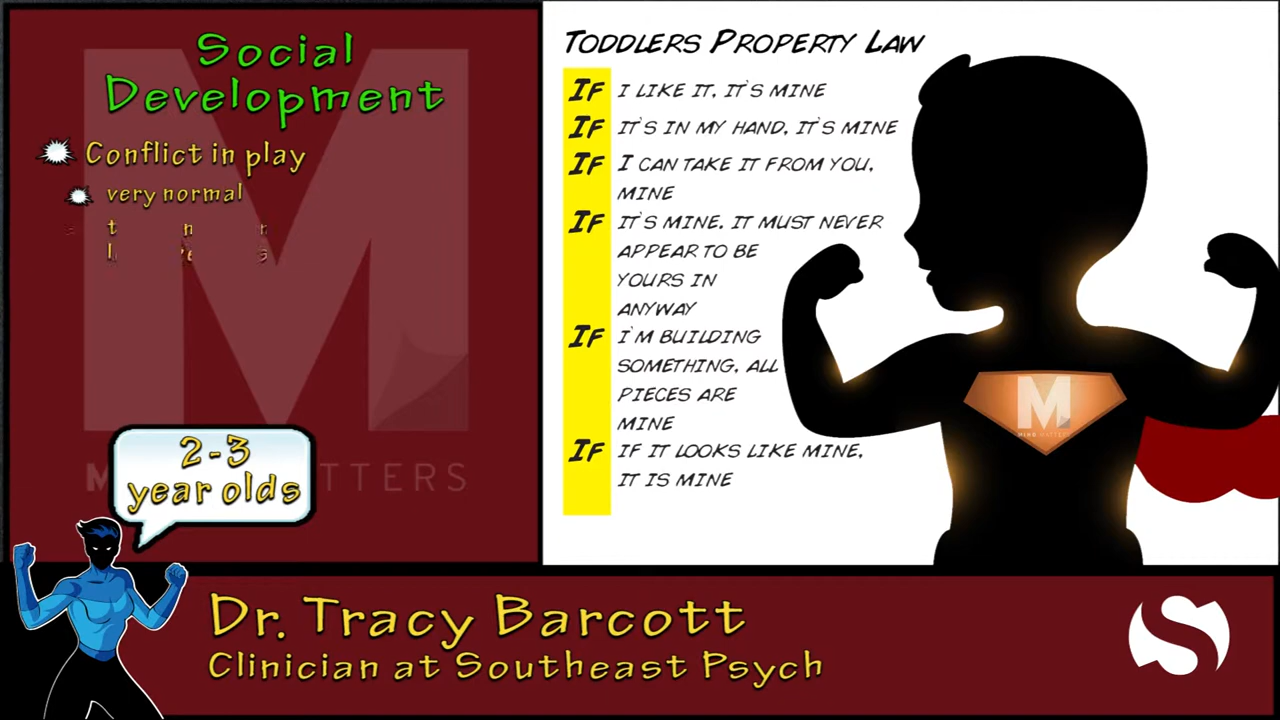 Social
Development
Conflict in play
very normal
2-3
year olds
TODDLERS PROPERTY LAW
IF I LIKE IT, IT'S MINE
IF IT'S IN MY HAND, IT'S MINE
IF I CAN TAKE IT FROM YOU,
MINE
IF IT'S MINE. IT MUST NEVER
APPEAR TO BE
YOURS IN
ANYWAY
IF I'M BUILDING
SOMETHING, ALL
PIECES ARE
MINE
IF IF IT LOOKS LIKE MINE,
IT IS MINE
M
MIND MATTERS
Dr. Tracy Barcott
Clinician at Southeast Psych
S